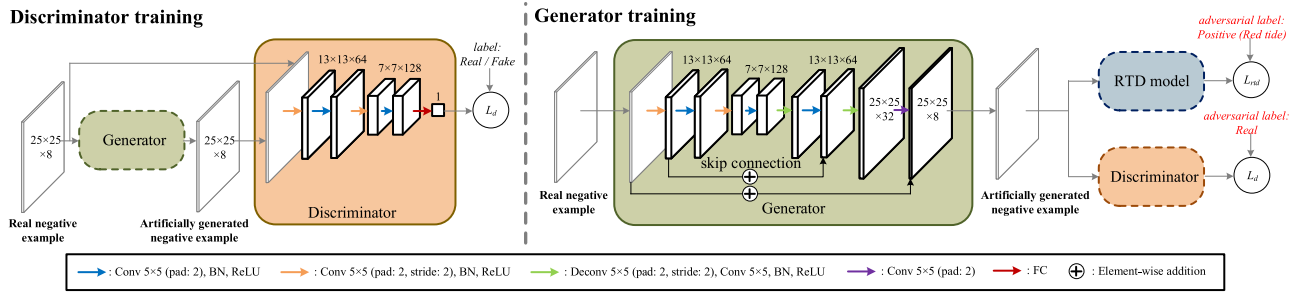 Discriminator training
25×25
×8
Real negative
example
Generator
25×25
×8
Artificially generated
negative example
13×13×64
7×7×128
1
Discriminator
label:
Real / Fake
L_d
Generator training
Real negative
example
13×13×64
7×7×128
13×13×64
25×25
×32
25×25
×8
skip connection
Generator
Artificially generated
negative example
adversarial label:
Positive (Red tide)
RTD model
L_rtd
adversarial label:
Real
Discriminator
L_d
: Conv 5×5 (pad: 2), BN, ReLU
: Conv 5×5 (pad: 2, stride: 2), BN, ReLU
: Deconv 5×5 (pad: 2, stride: 2), Conv 5×5, BN, ReLU
: Conv 5×5 (pad: 2)
: FC
: Element-wise addition